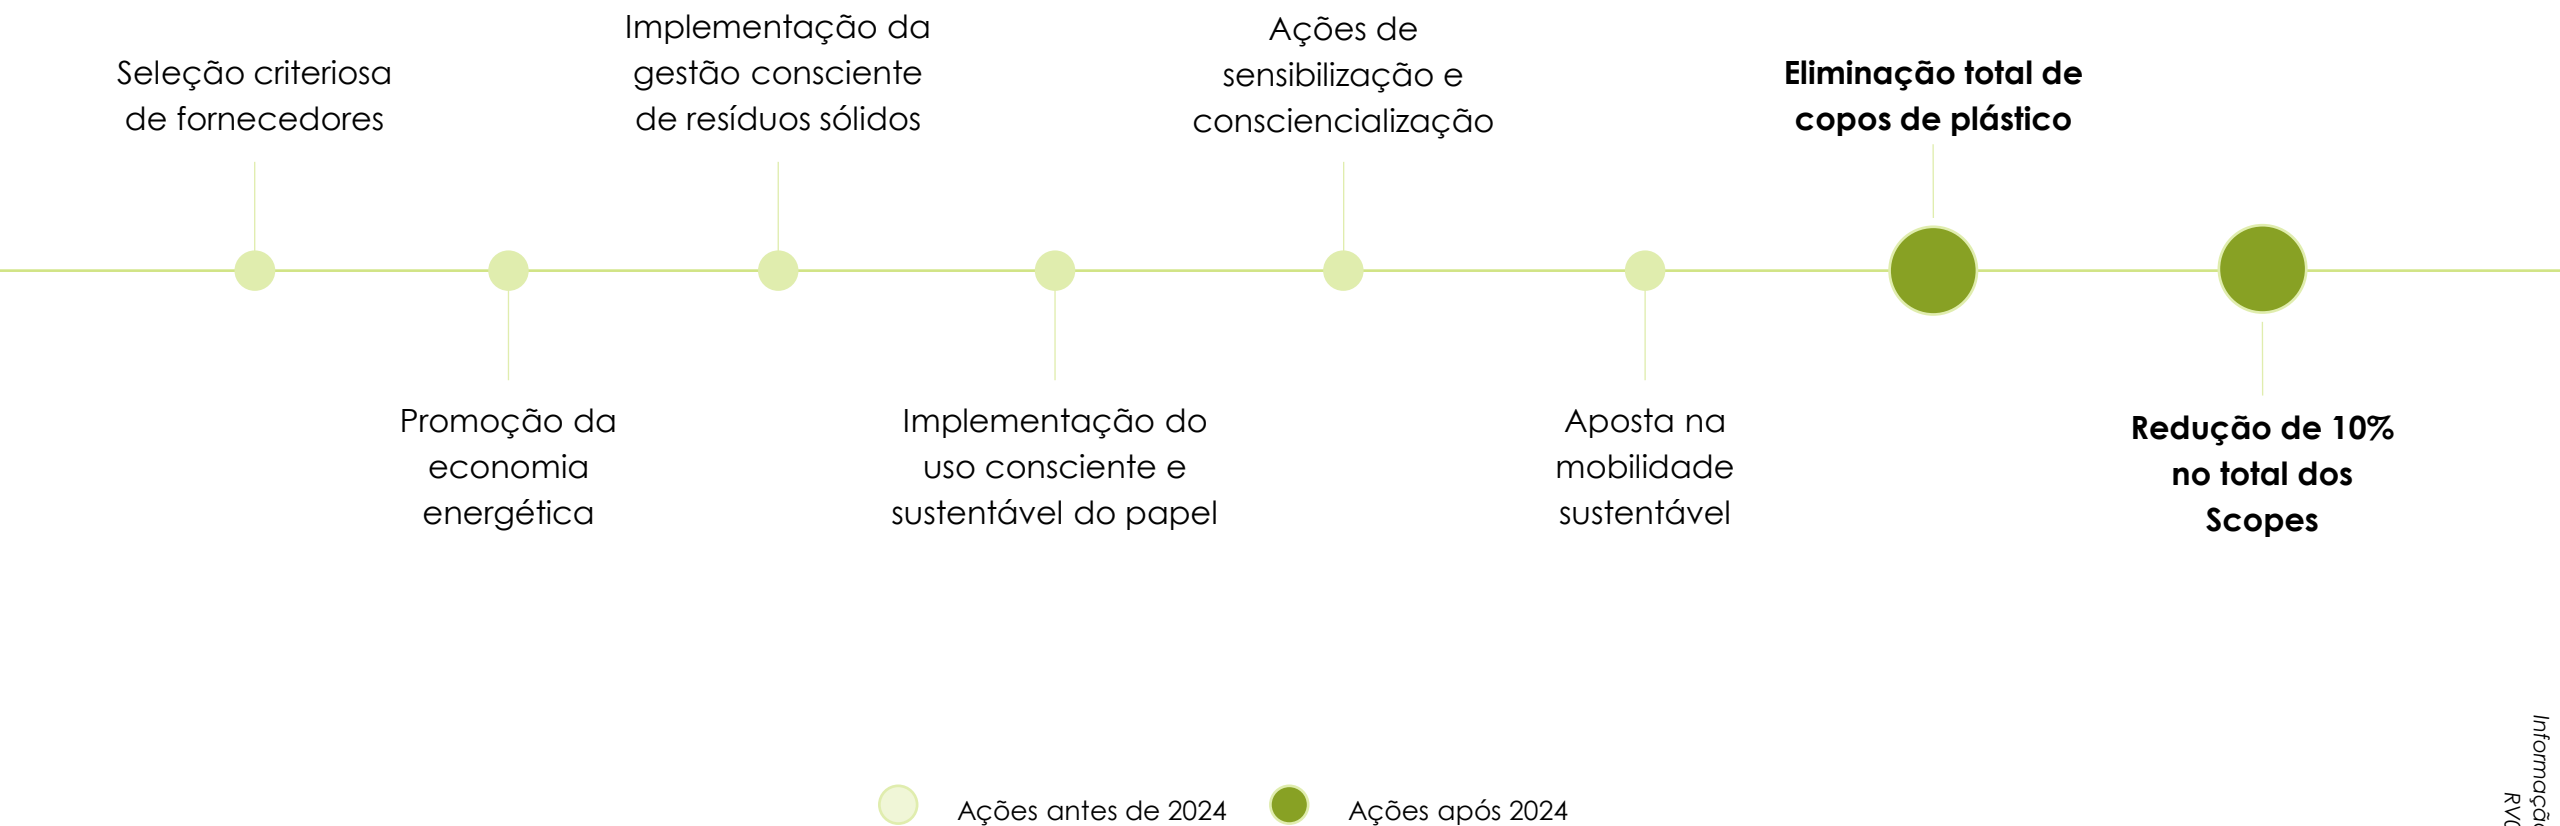 Seleção criteriosa
de fornecedores
Promoção da
economia
energética
Implementação da
gestão consciente
de resíduos sólidos
Implementação do
uso consciente e
sustentável do papel
Ações de
sensibilização e
consciencialização
Aposta na
mobilidade
sustentável
Eliminação total de
copos de plástico
Redução de 10%
no total dos
Scopes
Ações antes de 2024
Ações após 2024